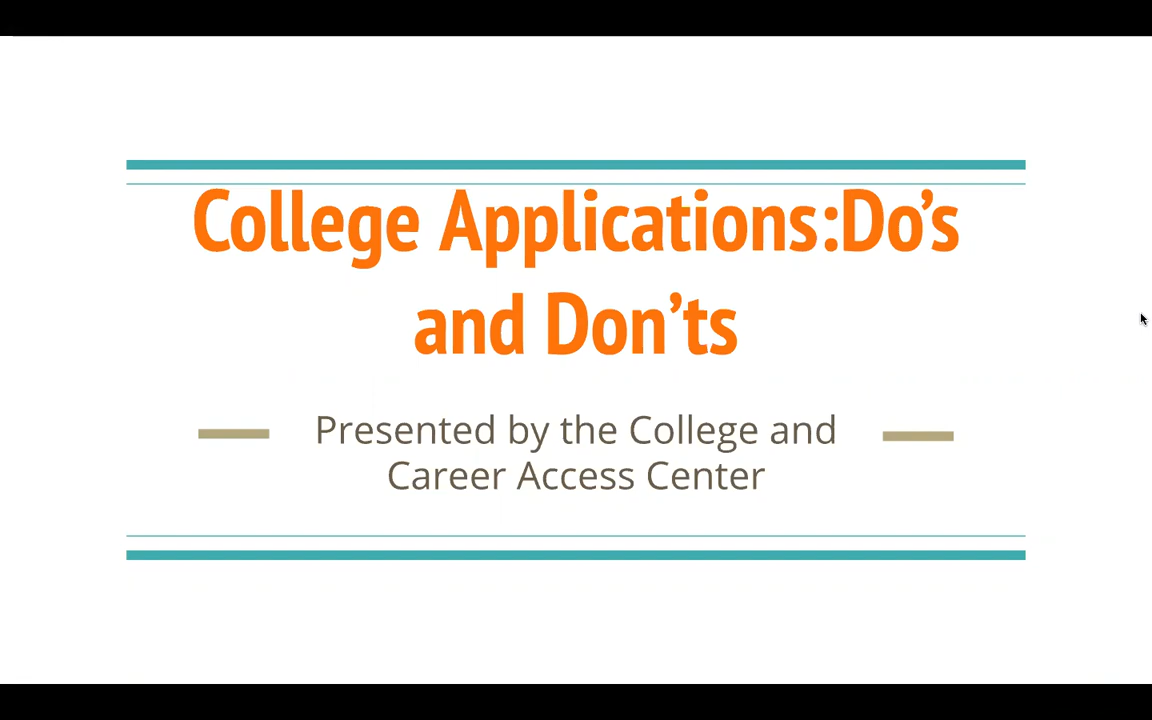 College Applications:Do’s
and Don’ts
Presented by the College and
Career Access Center